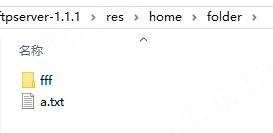 ftpserver-1.1.1 › res › home › folder
名称
fff
a.txt